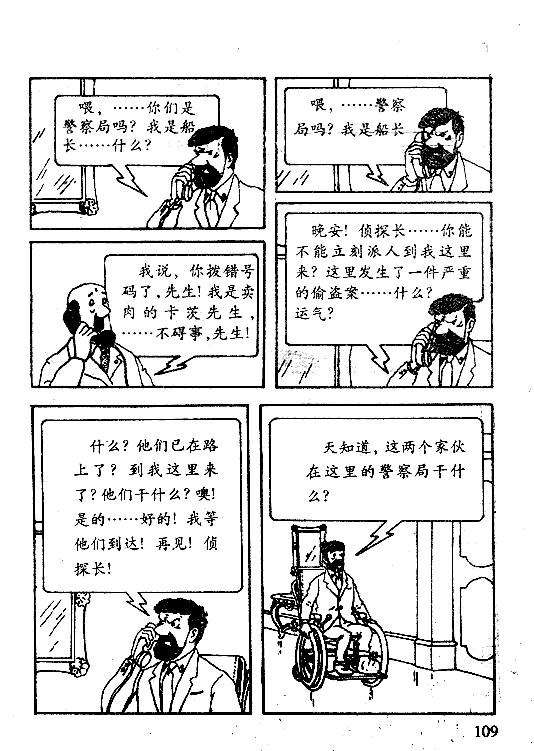 喂，……你们是
警察局吗？我是船
长……什么？
我说，你拨错号
码了，先生！我是卖
肉的卡茨先生，
……不碍事，先生！
喂，……警察
局吗？我是船长
晚安！侦探长……你能
不能立刻派人到我这里
来？这里发生了一件严重
的偷盗案……什么？
运气？
什么？他们已在路
上了？到我这里来
了？他们干什么？噢！
是的……好的！我等
他们到达！再见！侦
探长！
天知道，这两个家伙
在这里的警察局干什
么？
109